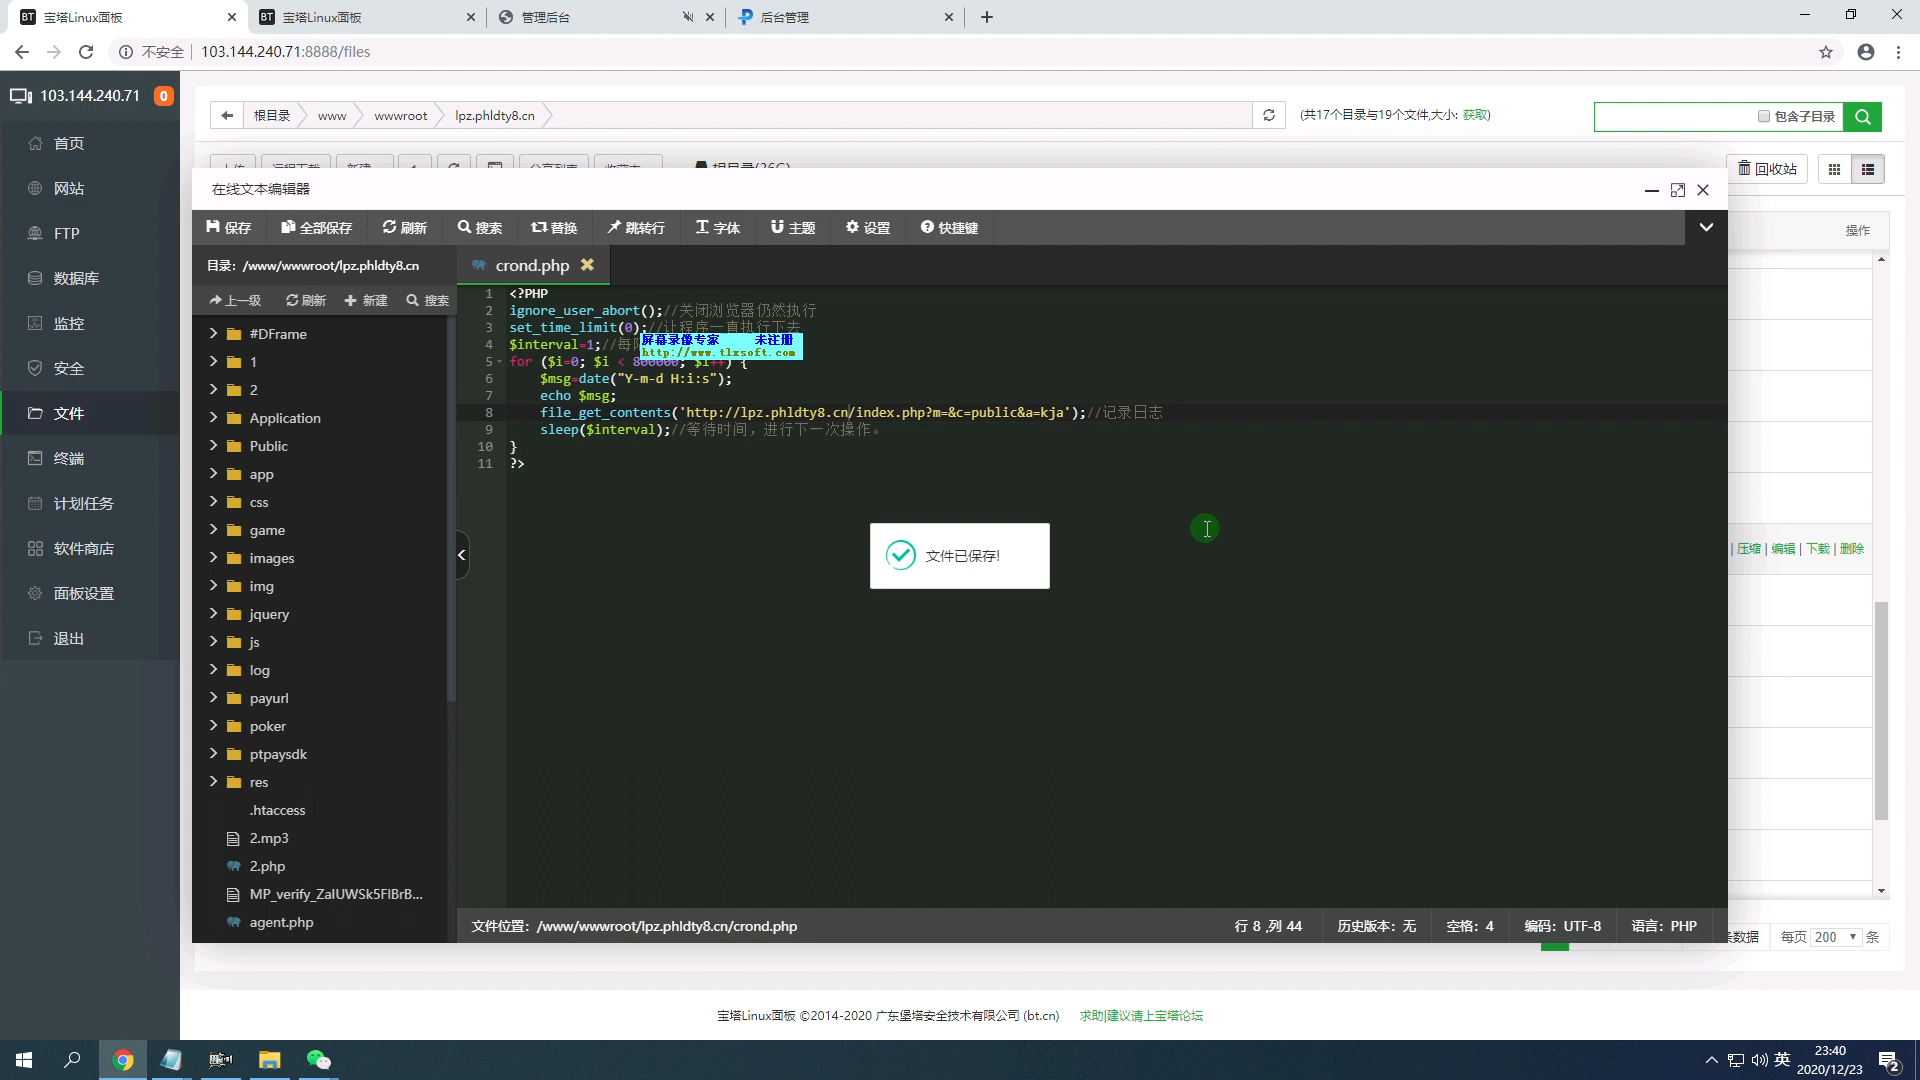 宝塔Linux面板
宝塔Linux面板
管理后台
后台管理
不安全
103.144.240.71:8888/files
103.144.240.71 0
首页
网站
FTP
数据库
监控
安全
文件
终端
计划任务
软件商店
面板设置
退出
根目录 www wwwroot lpz.phldty8.cn
(共17个目录与19个文件,大小: 获取)
包含子目录
回收站
操作
在线文本编辑器
保存 全部保存 刷新 搜索 替换 跳转行 字体 主题 设置 快捷键
目录: /www/wwwroot/lpz.phldty8.cn
crond.php
上一级 刷新 新建 搜索
#DFrame
1
2
Application
Public
app
css
game
images
img
jquery
js
log
payurl
poker
ptpaysdk
res
.htaccess
2.mp3
2.php
MP_verify_ZalUWSk5FlBrB...
agent.php
1 <?PHP
2 ignore_user_abort();//关闭浏览器仍然执行
3 set_time_limit(0);//让程序一直执行下去
4 $interval=1;//每
屏幕录像专家 未注册
http://www.tlxsoft.com
5 for ($i=0; $i < 800000; $i++) {
6 $msg=date("Y-m-d H:i:s");
7 echo $msg;
8 file_get_contents('http://lpz.phldty8.cn/index.php?m=&c=public&a=kja');//记录日志
9 sleep($interval);//等待时间，进行下一次操作。
10 }
11 ?>
文件已保存!
压缩 | 编辑 | 下载 | 删除
文件位置: /www/wwwroot/lpz.phldty8.cn/crond.php
行 8 ,列 44
历史版本: 无
空格: 4
编码: UTF-8
语言: PHP
条数据 每页 200 条
宝塔Linux面板 ©2014-2020 广东堡塔安全技术有限公司 (bt.cn) 求助|建议请上宝塔论坛
英
23:40
2020/12/23
2